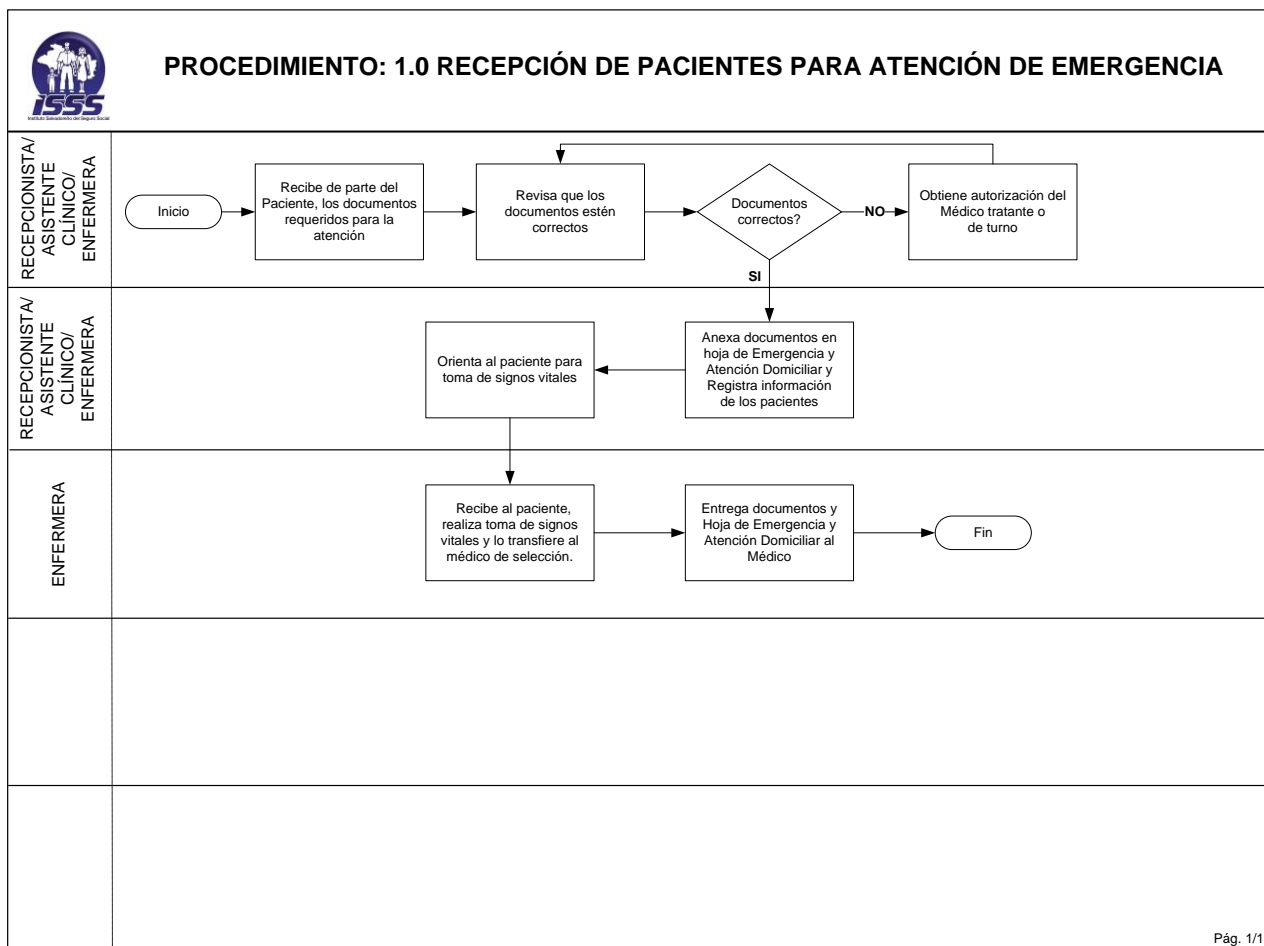 PROCEDIMIENTO: 1.0 RECEPCIÓN DE PACIENTES PARA ATENCIÓN DE EMERGENCIA
ISSS
Instituto Salvadoreño del Seguro Social
RECEPCIONISTA/
ASISTENTE
CLÍNICO/
ENFERMERA
Inicio
Recibe de parte del
Paciente, los documentos
requeridos para la
atención
Revisa que los
documentos estén
correctos
Documentos
correctos?
NO
Obtiene autorización del
Médico tratante o
de turno
SI
RECEPCIONISTA/
ASISTENTE
CLÍNICO/
ENFERMERA
Orienta al paciente para
toma de signos vitales
Anexa documentos en
hoja de Emergencia y
Atención Domiciliar y
Registra información
de los pacientes
ENFERMERA
Recibe al paciente,
realiza toma de signos
vitales y lo transfiere al
médico de selección.
Entrega documentos y
Hoja de Emergencia y
Atención Domiciliar al
Médico
Fin
Pág. 1/1